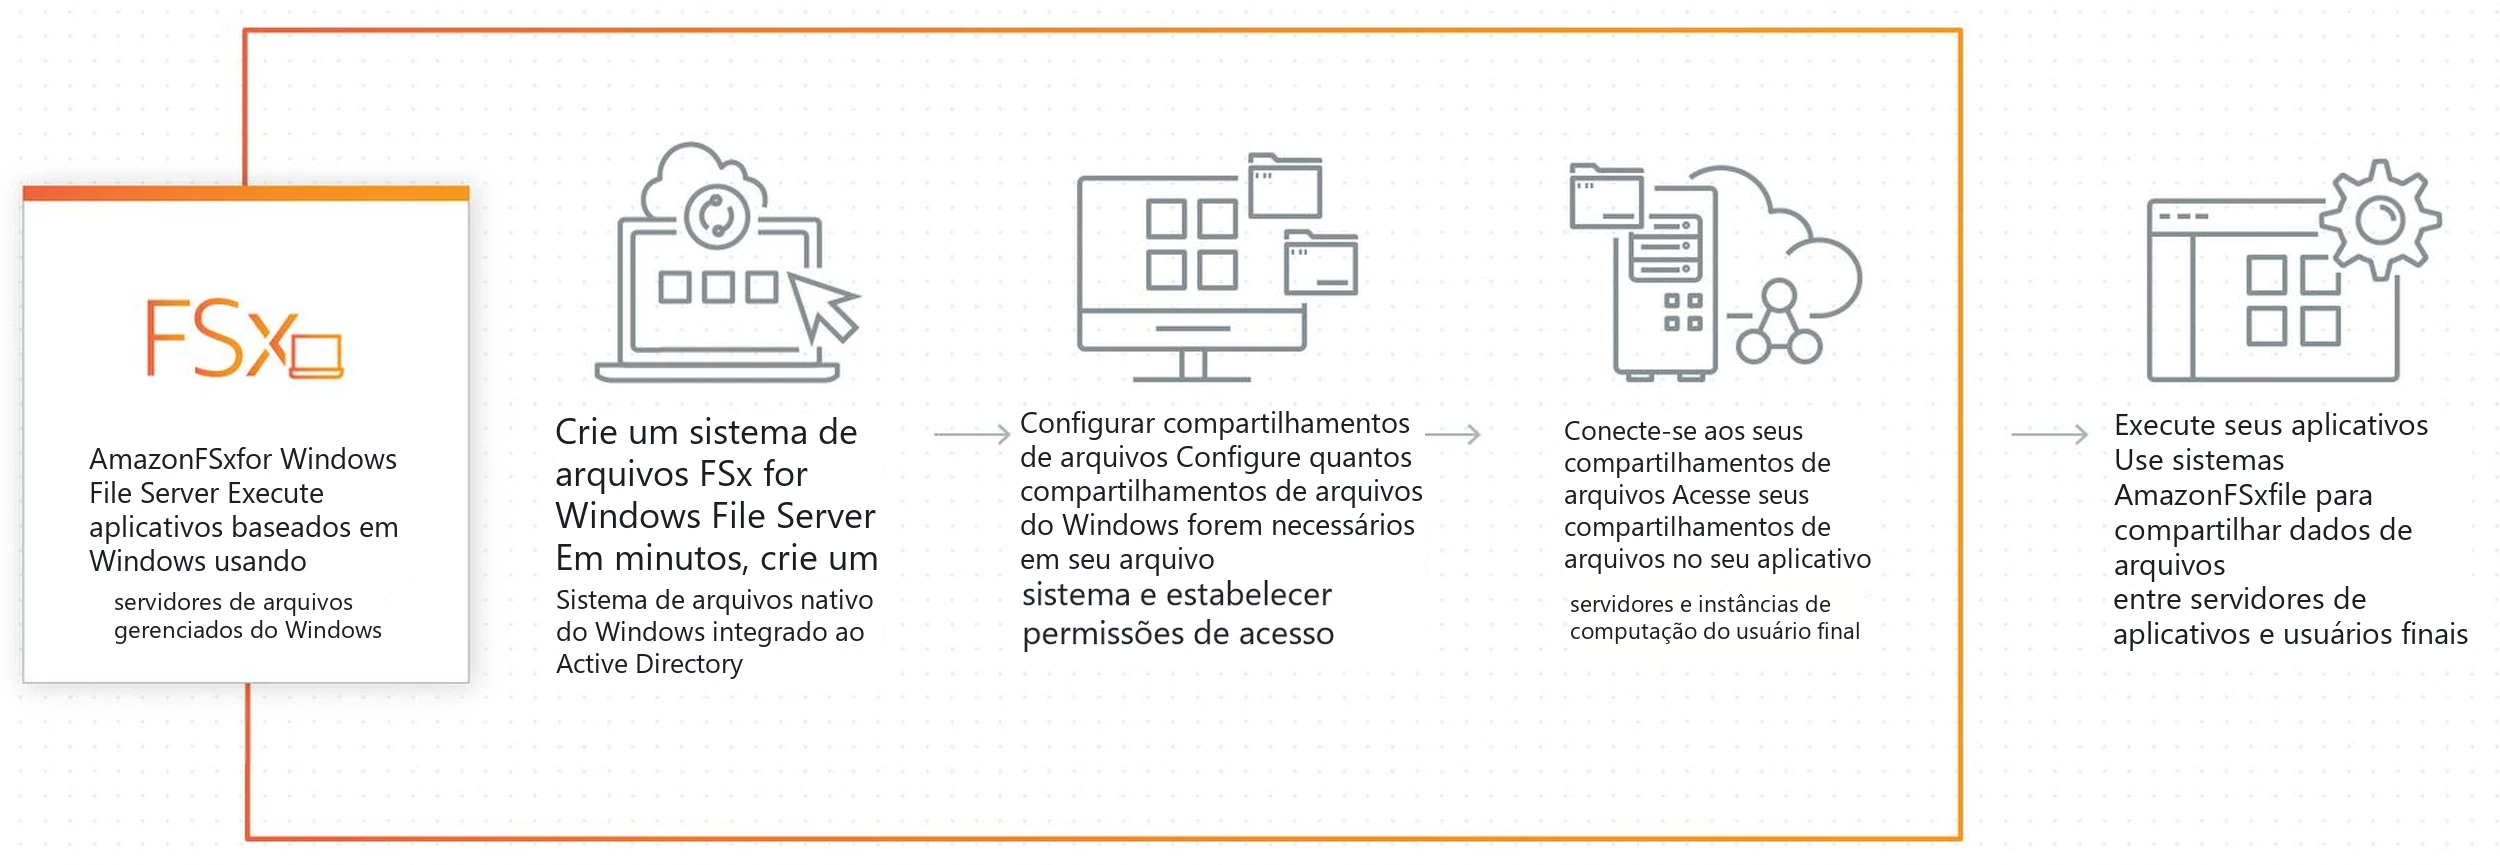 FSx
AmazonFSxfor Windows
File Server Execute
aplicativos baseados em
Windows usando
servidores de arquivos
gerenciados do Windows
Crie um sistema de
arquivos FSx for
Windows File Server
Em minutos, crie um
Sistema de arquivos nativo
do Windows integrado ao
Active Directory
Configurar compartilhamentos
de arquivos Configure quantos
compartilhamentos de arquivos
do Windows forem necessários
em seu arquivo
sistema e estabelecer
permissões de acesso
Conecte-se aos seus
compartilhamentos de
arquivos Acesse seus
compartilhamentos de
arquivos no seu aplicativo
servidores e instâncias de
computação do usuário final
Execute seus aplicativos
Use sistemas
AmazonFSxfile para
compartilhar dados de
arquivos
entre servidores de
aplicativos e usuários finais